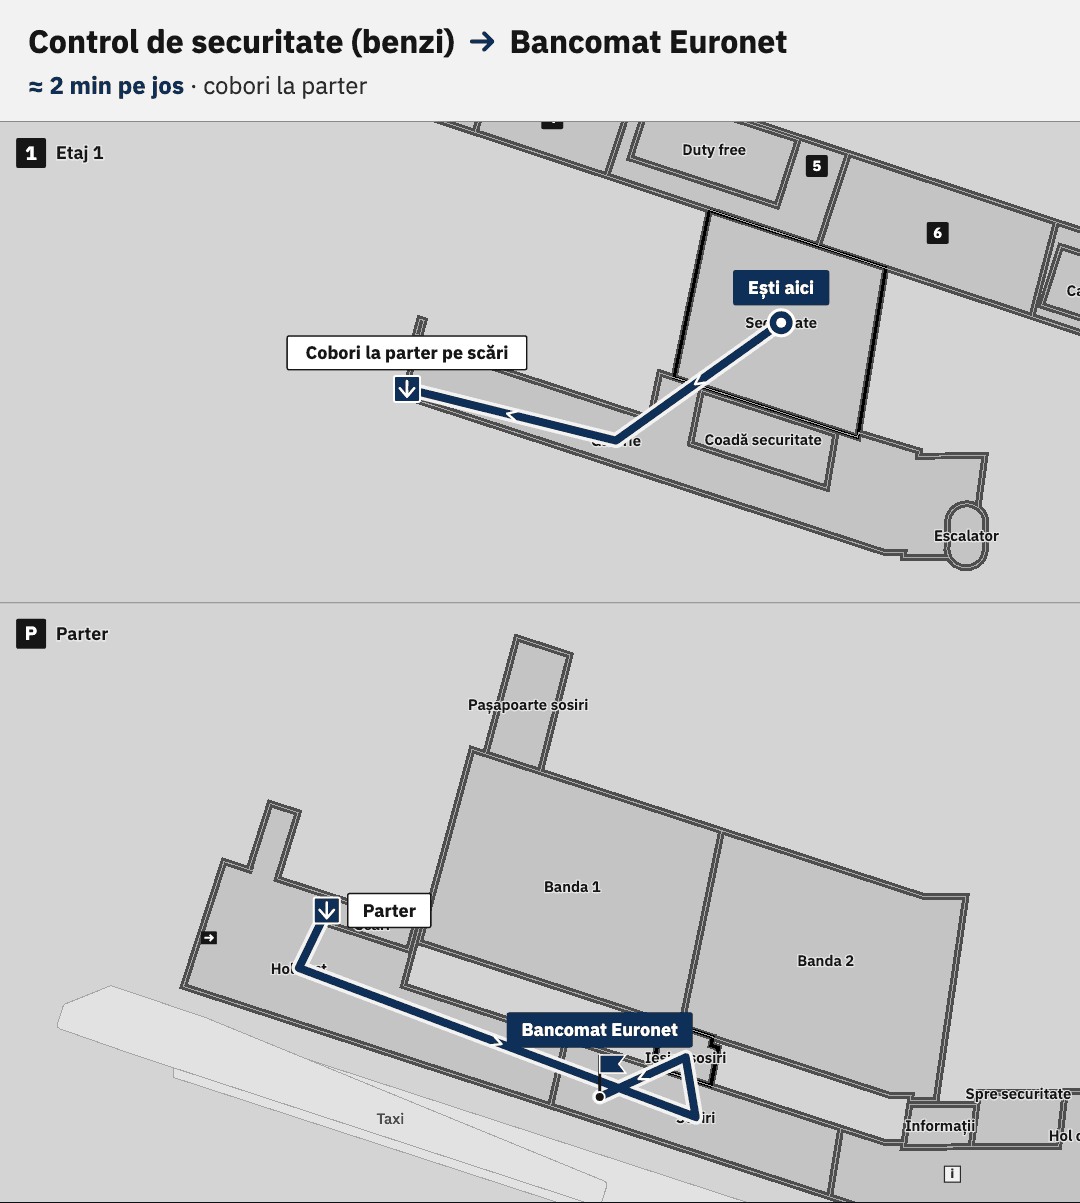 Control de securitate (benzi) → Bancomat Euronet
≈ 2 min pe jos · cobori la parter
1 Etaj 1
Duty free
5
6
Ești aici
Cobori la parter pe scări
Coadă securitate
Escalator
P Parter
Pașapoarte sosiri
Banda 1
Parter
Banda 2
Bancomat Euronet
sosiri
Spre securitate
Informații
Taxi
i